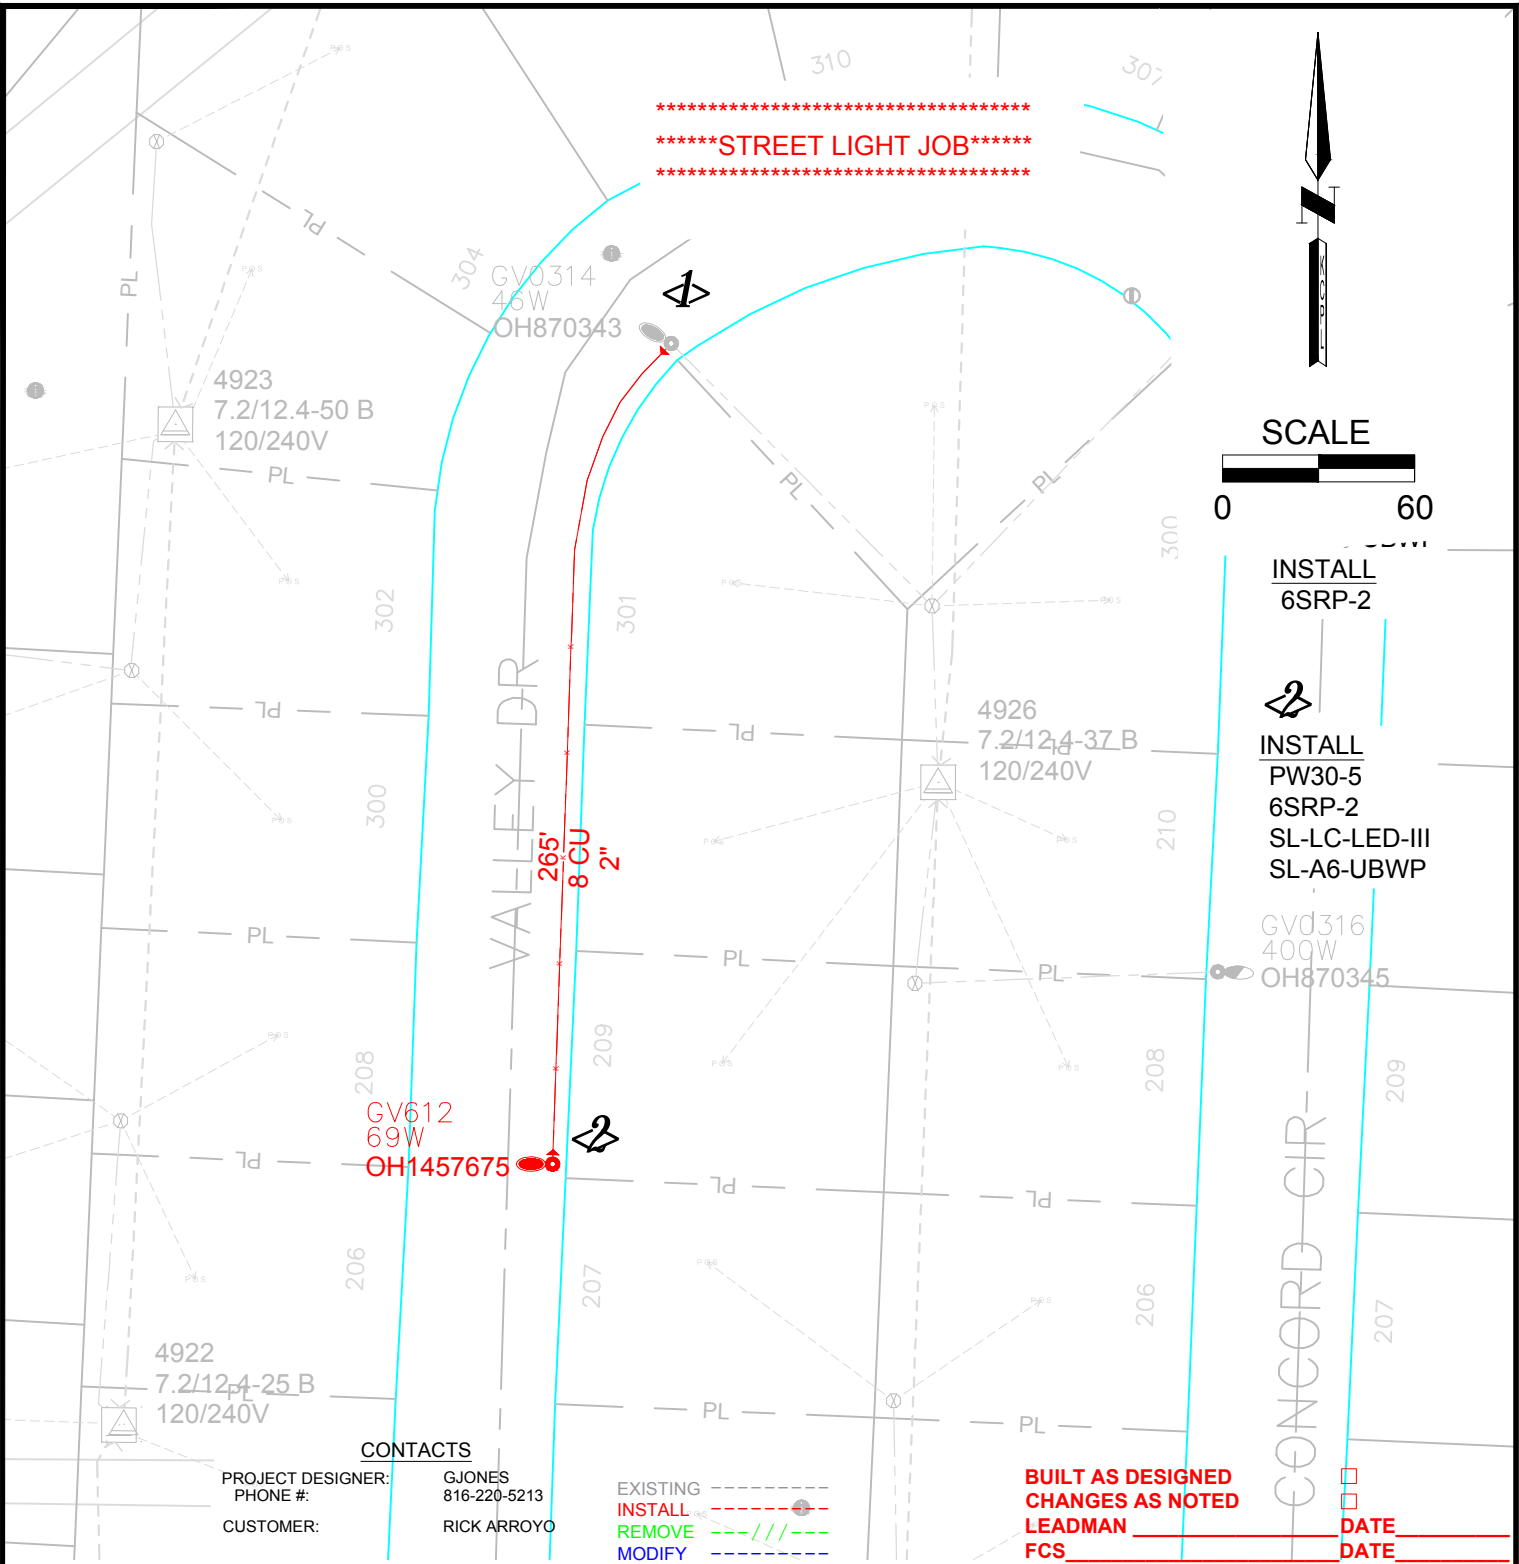 310
307
************************************
******STREET LIGHT JOB******
************************************
PL
PL
304
GV0314
46W
OH870343
1
N
SCALE
0 60
4923
7.2/12.4-50 B
120/240V
PL
PL
PL
300
302
301
INSTALL
6SRP-2
2
INSTALL
PW30-5
6SRP-2
SL-LC-LED-III
SL-A6-UBWP
PL
PL
PL
4926
7.2/12.4-37 B
120/240V
VALLEY DR
300
265'
8 CU
2"
210
PL
PL
PL
GV0316
400W
OH870345
208
209
208
209
GV612
69W
OH1457675
2
PL
PL
PL
CONCORD CIR
206
207
206
207
4922
7.2/12.4-25 B
120/240V
PL
PL
PL
CONTACTS
PROJECT DESIGNER: GJONES
PHONE #: 816-220-5213
CUSTOMER: RICK ARROYO
EXISTING
INSTALL
REMOVE
MODIFY
BUILT AS DESIGNED
CHANGES AS NOTED
LEADMAN DATE
FCS DATE